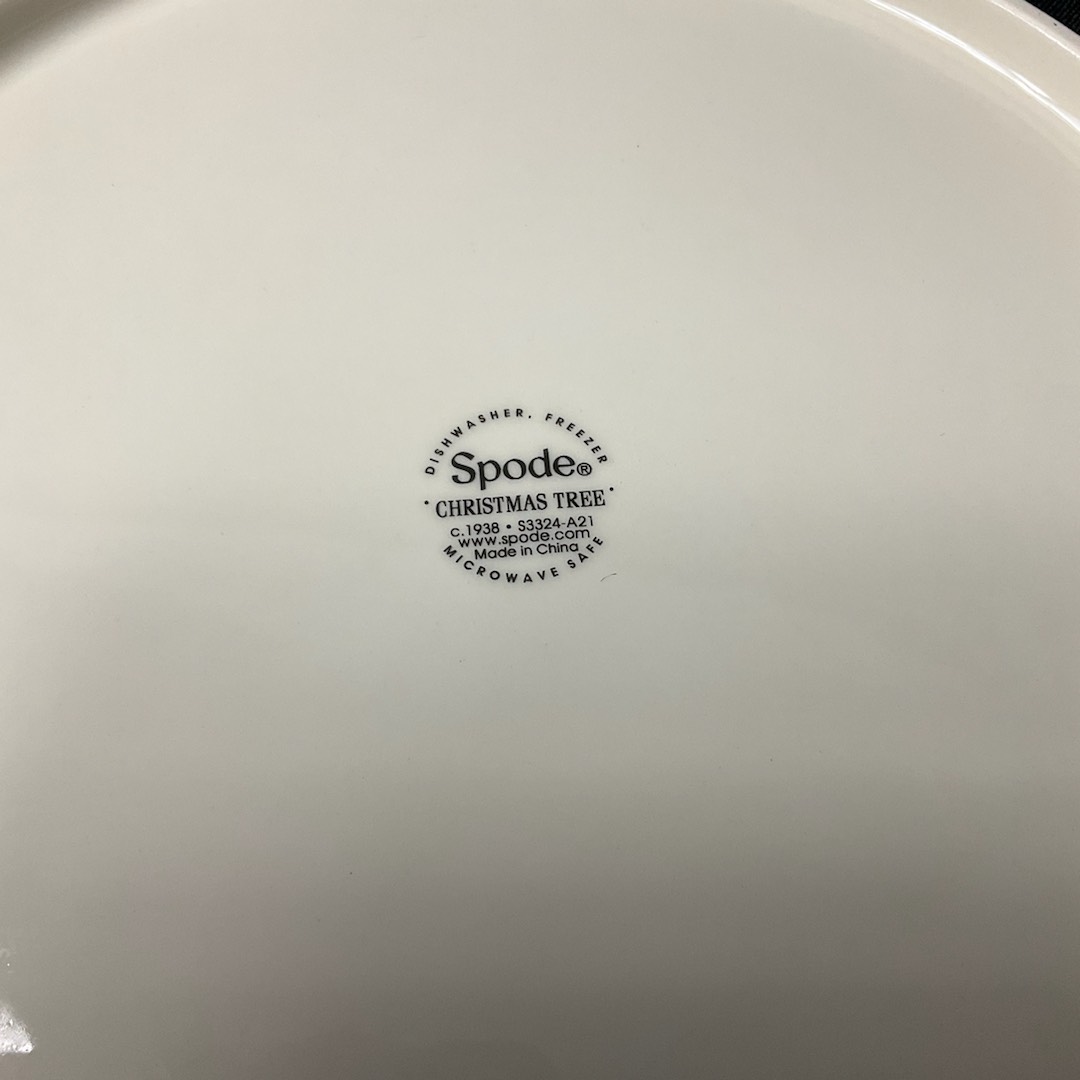 DISHWASHER, FREEZER
Spode®
· CHRISTMAS TREE ·
c.1938 • S3324-A21
www.spode.com
Made in China
MICROWAVE SAFE